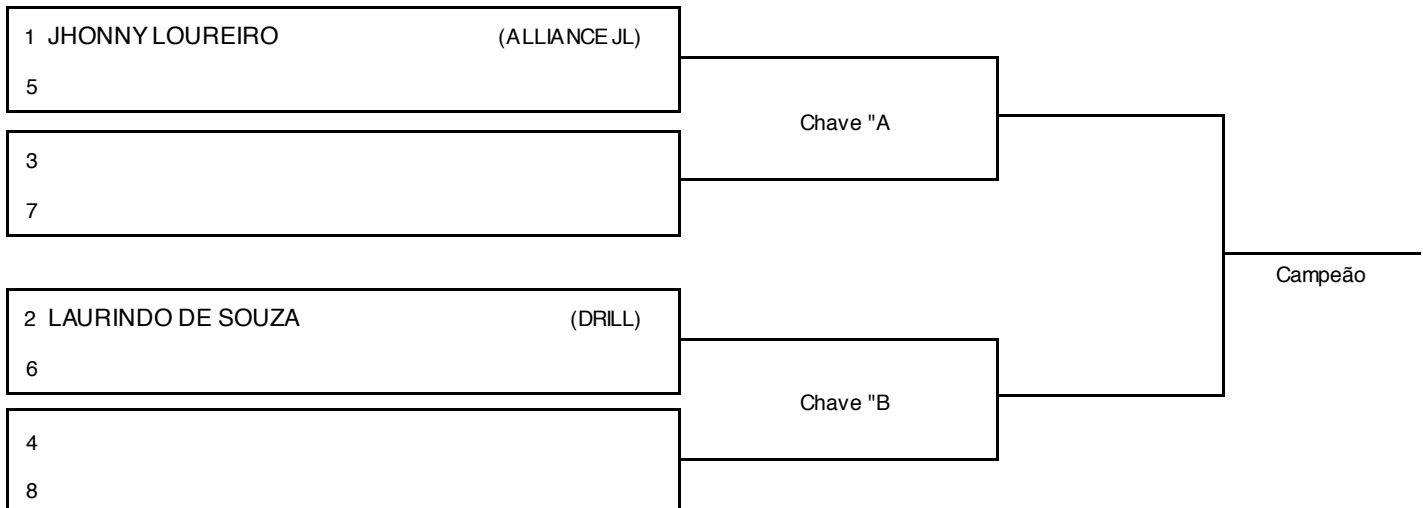 1 JHONNY LOUREIRO (ALLIANCE JL)
5
Chave "A
3
7
Campeão
2 LAURINDO DE SOUZA (DRILL)
6
Chave "B
4
8